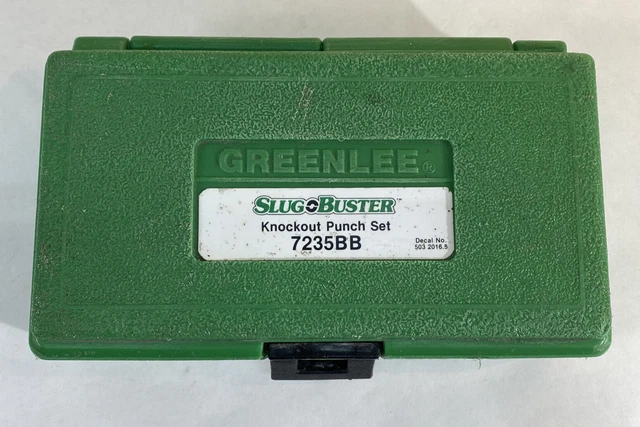 GREENLEE®
SLUG BUSTER™
Knockout Punch Set
7235BB
Decal No.
503 2016.5